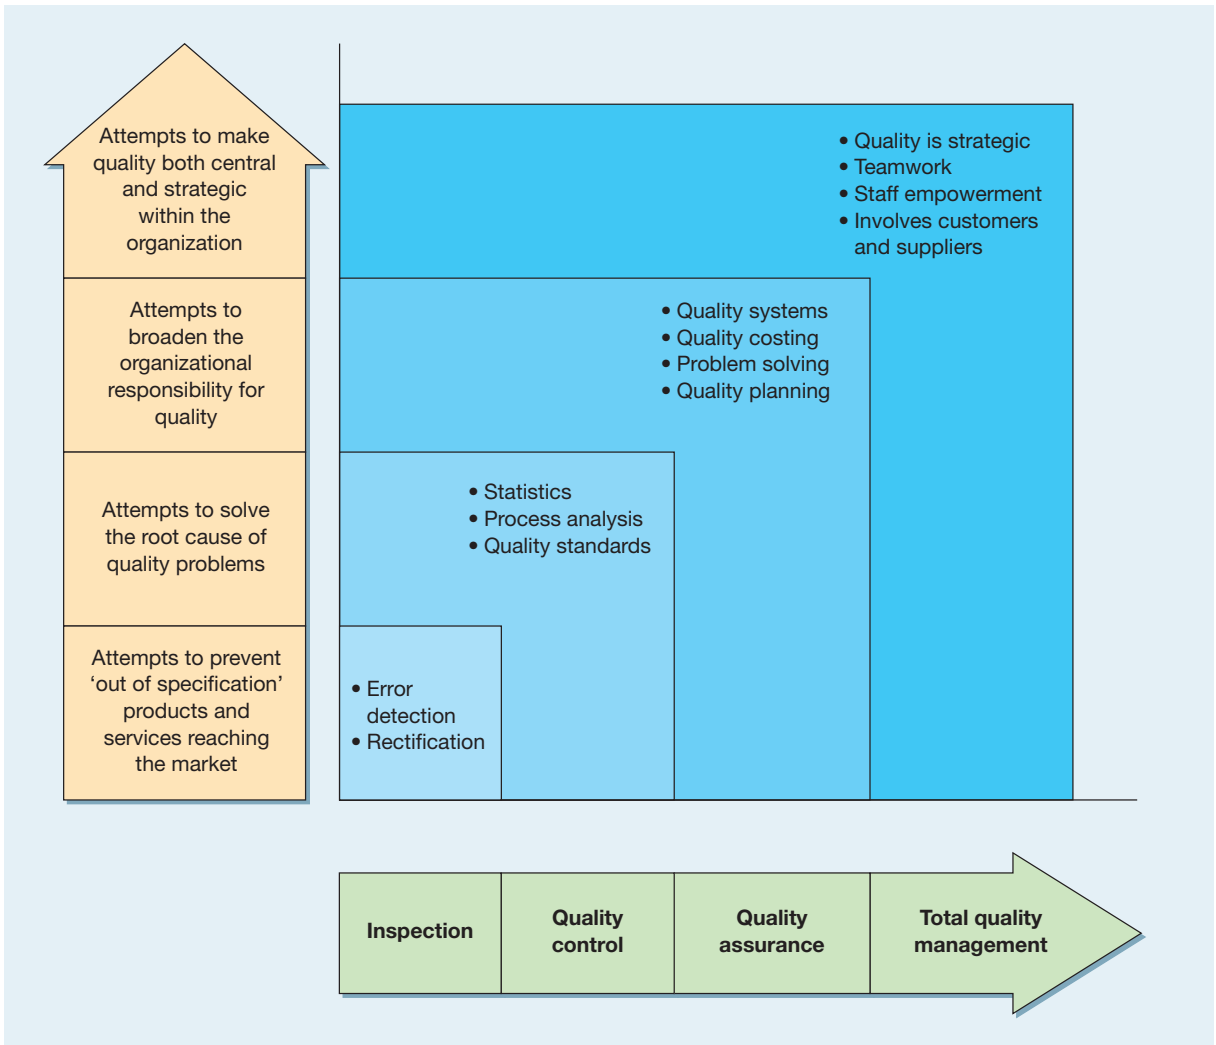 Attempts to make
quality both central
and strategic
within the
organization
• Quality is strategic
• Teamwork
• Staff empowerment
• Involves customers
and suppliers
Attempts to
broaden the
organizational
responsibility for
quality
• Quality systems
• Quality costing
• Problem solving
• Quality planning
Attempts to solve
the root cause of
quality problems
• Statistics
• Process analysis
• Quality standards
Attempts to prevent
‘out of specification’
products and
services reaching
the market
• Error
detection
• Rectification
Inspection
Quality
control
Quality
assurance
Total quality
management